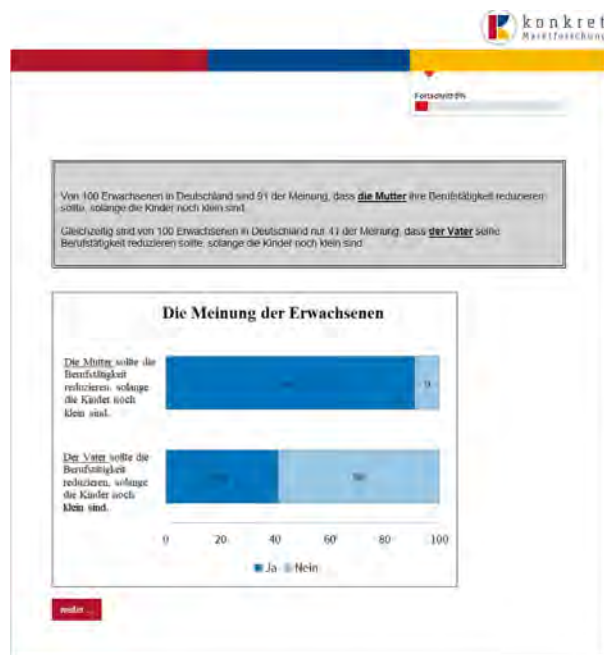 konkret
Marktforschung
Fortschritt 8%
Von 100 Erwachsenen in Deutschland sind 91 der Meinung, dass die Mutter ihre Berufstätigkeit reduzieren
sollte, solange die Kinder noch klein sind.
Gleichzeitig sind von 100 Erwachsenen in Deutschland nur 41 der Meinung, dass der Vater seine
Berufstätigkeit reduzieren sollte, solange die Kinder noch klein sind.
Die Meinung der Erwachsenen
Die Mutter sollte die
Berufstätigkeit
reduzieren, solange
die Kinder noch
klein sind.
9
Der Vater sollte die
Berufstätigkeit
reduzieren, solange
die Kinder noch
klein sind.
0 20 40 60 80 100
Ja Nein
weiter ...